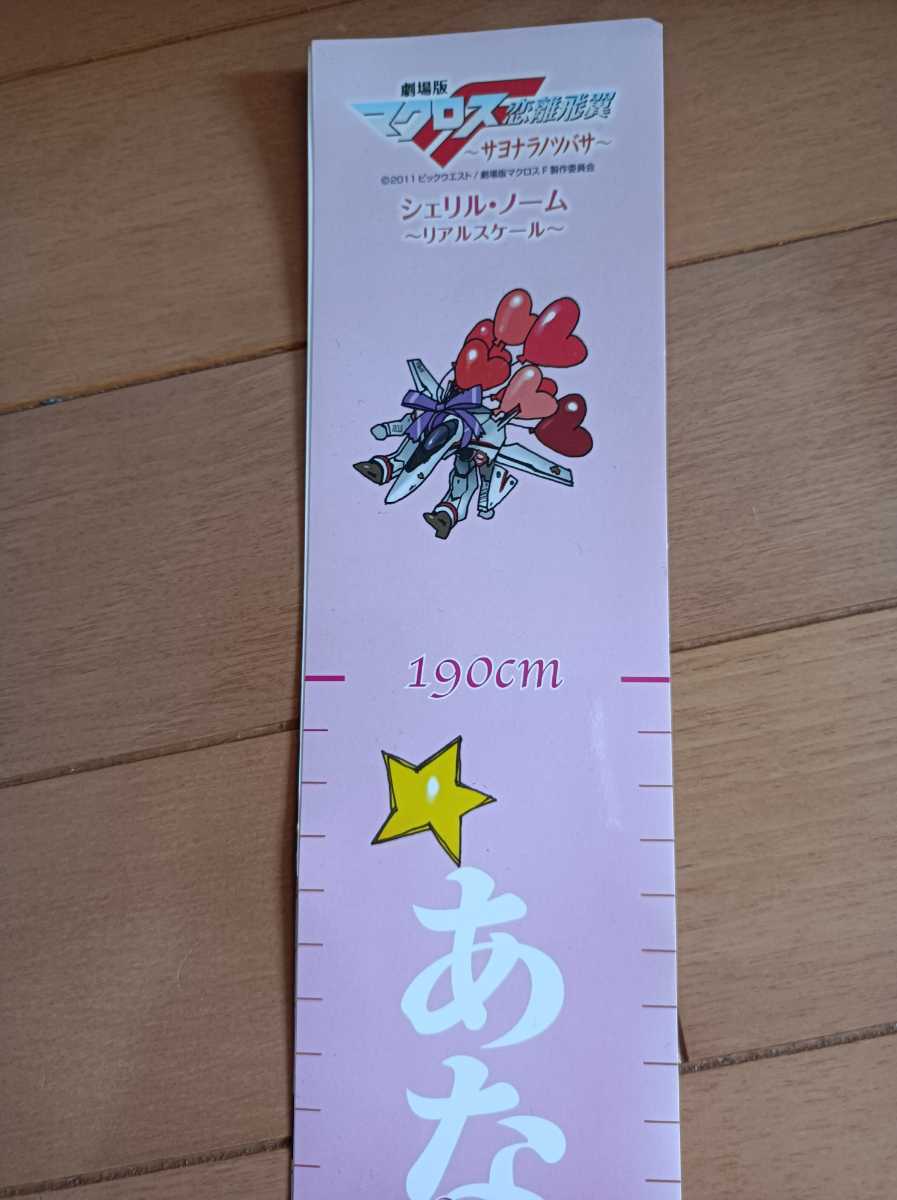 劇場版
マクロスF 恋離飛翼
～サヨナラノツバサ～
©2011 ビックウエスト/劇場版マクロスF製作委員会
シェリル・ノーム
～リアルスケール～
190cm
あな